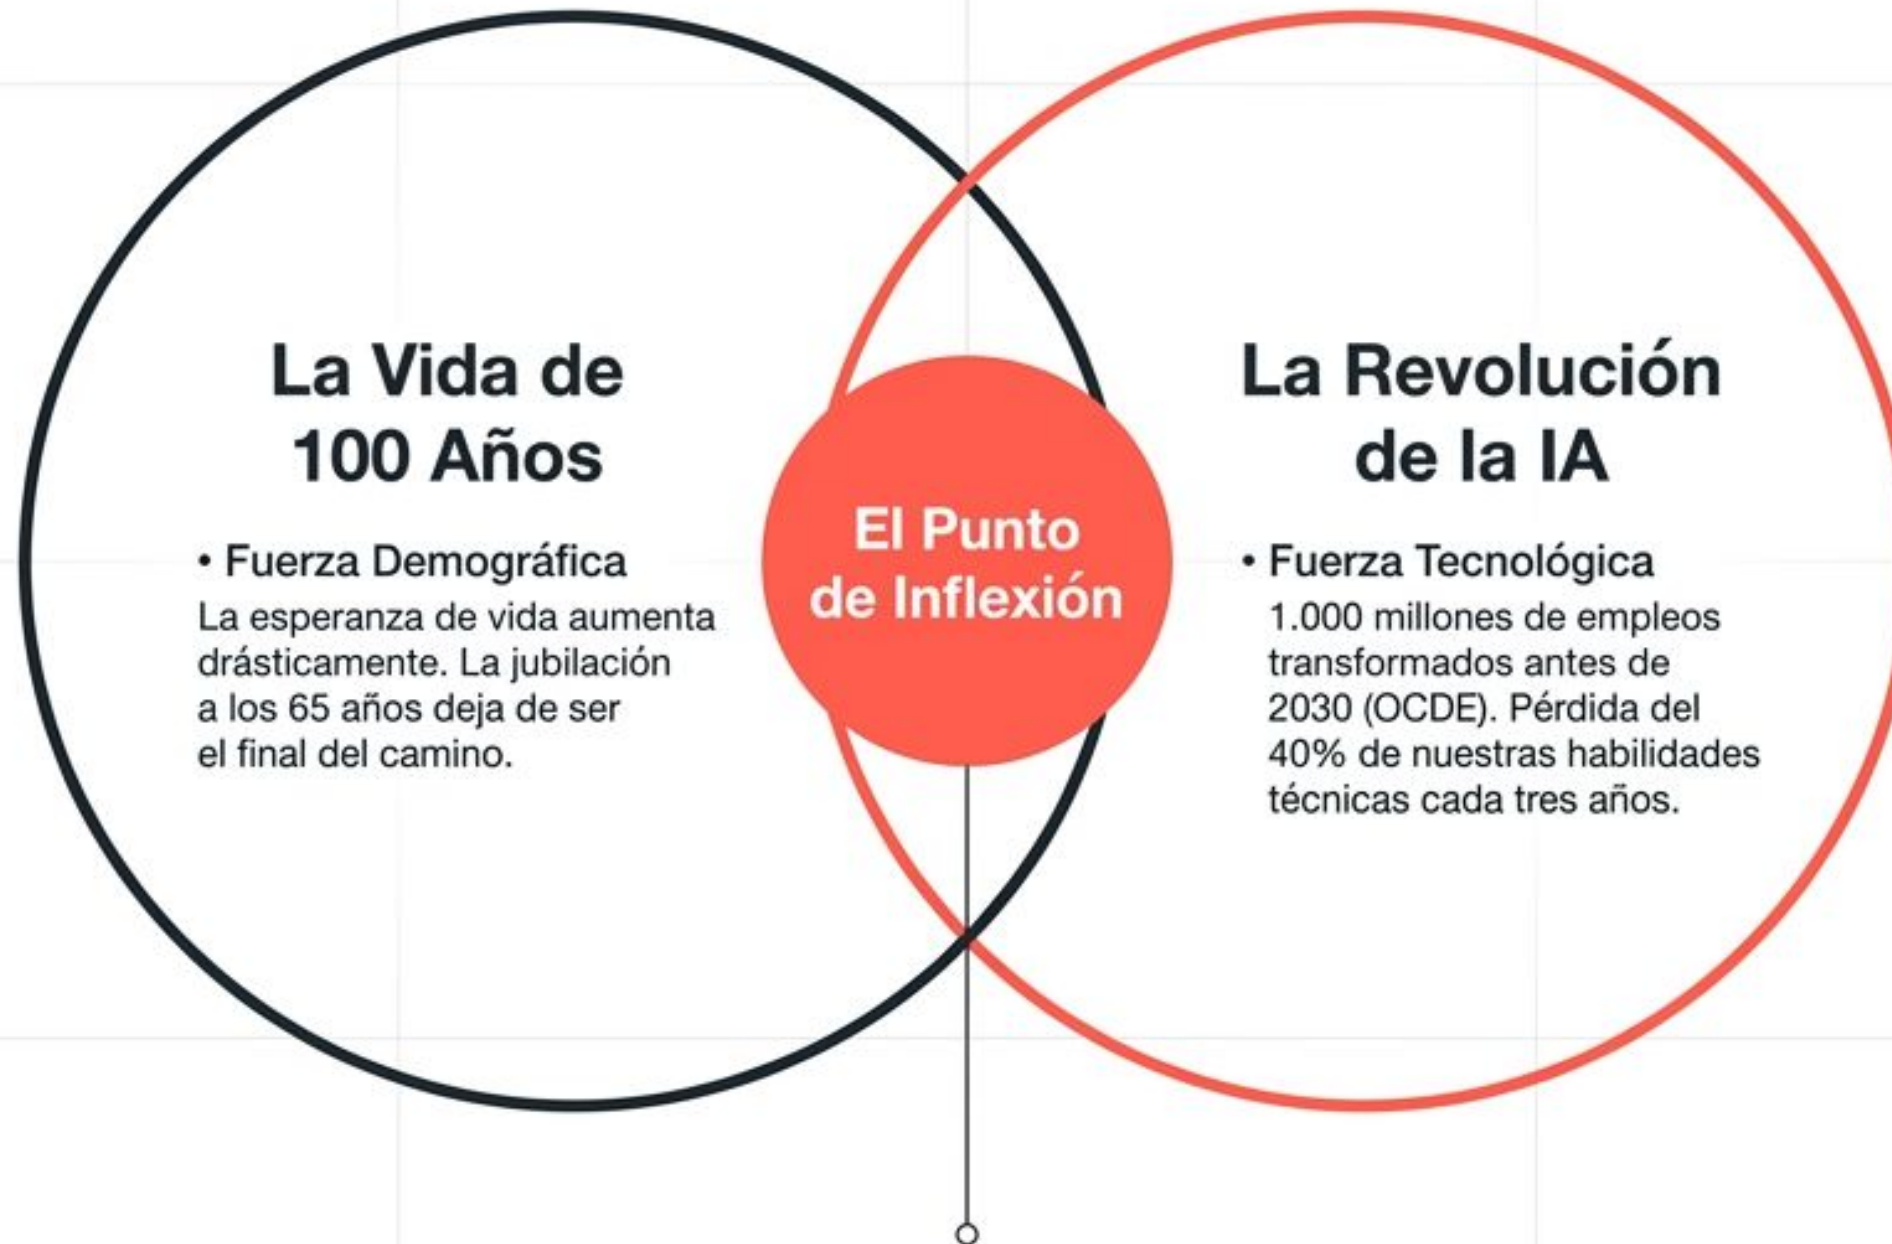 La Vida de
100 Años
• Fuerza Demográfica
La esperanza de vida aumenta
drásticamente. La jubilación
a los 65 años deja de ser
el final del camino.
El Punto
de Inflexión
La Revolución
de la IA
• Fuerza Tecnológica
1.000 millones de empleos
transformados antes de
2030 (OCDE). Pérdida del
40% de nuestras habilidades
técnicas cada tres años.